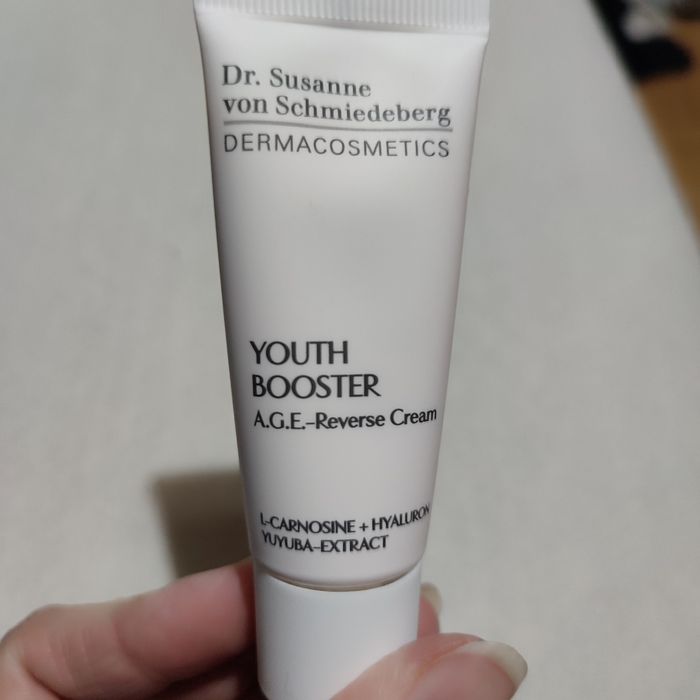 Dr. Susanne
von Schmiedeberg
DERMACOSMETICS
YOUTH
BOOSTER
A.G.E.-Reverse Cream
L-CARNOSINE + HYALURON
YUYUBA-EXTRACT